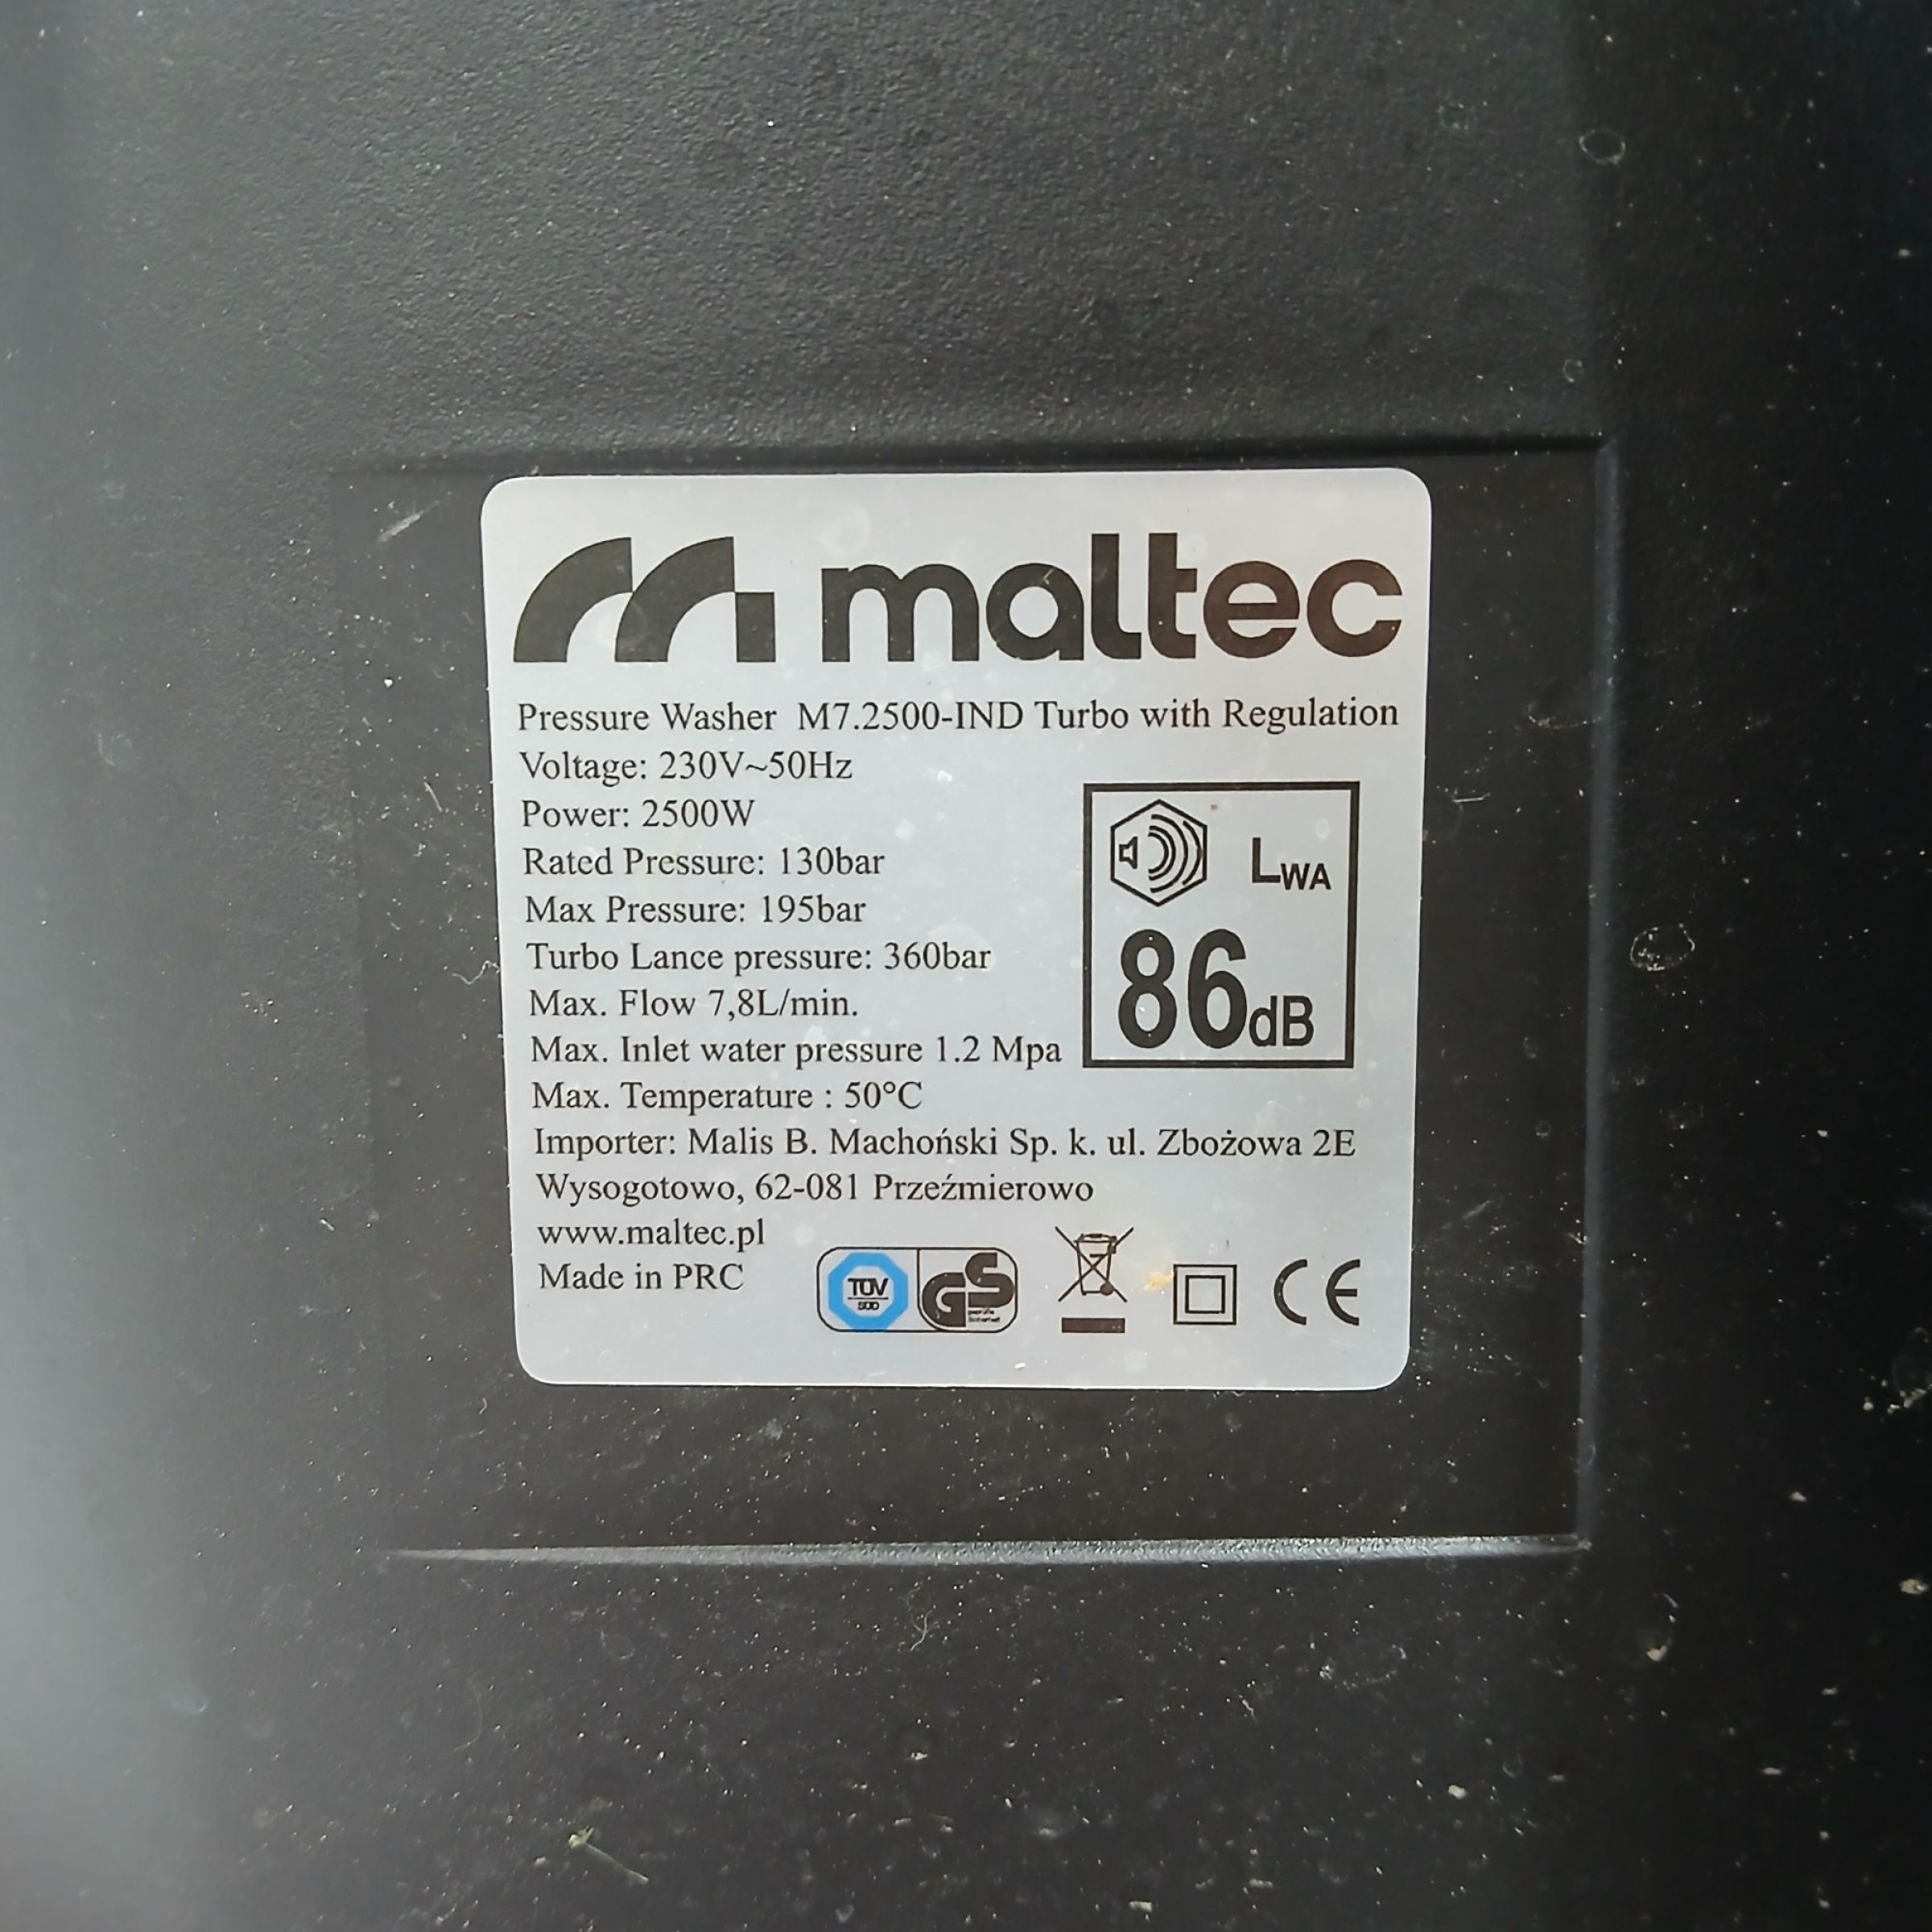 maltec
Pressure Washer M7.2500-IND Turbo with Regulation
Voltage: 230V~50Hz
Power: 2500W
Rated Pressure: 130bar
Max Pressure: 195bar
Turbo Lance pressure: 360bar
Max. Flow 7,8L/min.
Max. Inlet water pressure 1.2 Mpa
Max. Temperature : 50°C
LWA
86dB
Importer: Malis B. Machoński Sp. k. ul. Zbożowa 2E
Wysogotowo, 62-081 Przeźmierowo
www.maltec.pl
Made in PRC
TÜV
SÜD
GS
geprüfte
Sicherheit
CE